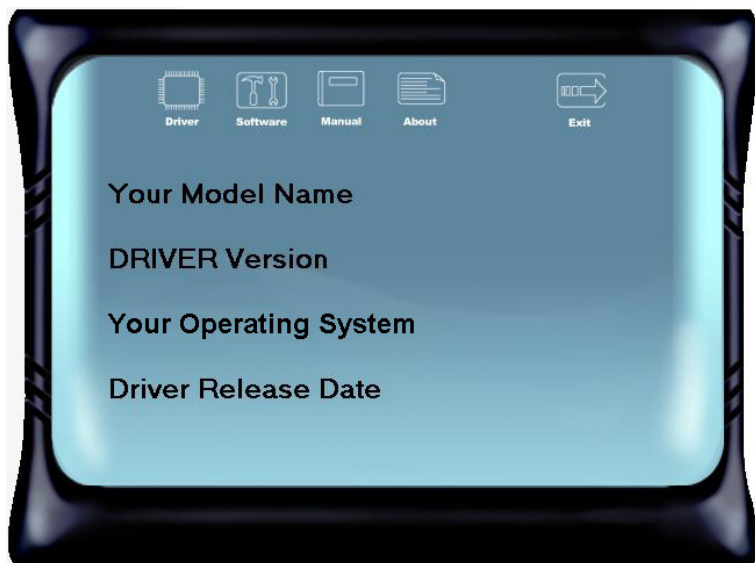 Driver Software Manual About Exit
Your Model Name
DRIVER Version
Your Operating System
Driver Release Date